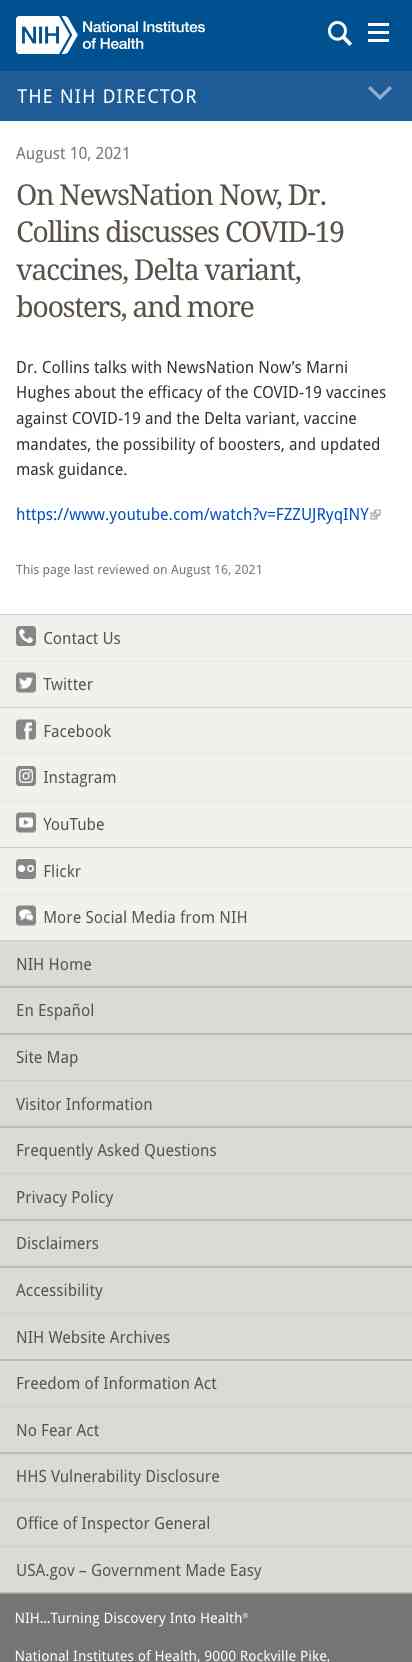 NIH National Institutes
of Health
THE NIH DIRECTOR
August 10, 2021
On NewsNation Now, Dr.
Collins discusses COVID-19
vaccines, Delta variant,
boosters, and more
Dr. Collins talks with NewsNation Now’s Marni
Hughes about the efficacy of the COVID-19 vaccines
against COVID-19 and the Delta variant, vaccine
mandates, the possibility of boosters, and updated
mask guidance.
https://www.youtube.com/watch?v=FZZUJRyqINY
This page last reviewed on August 16, 2021
Contact Us
Twitter
Facebook
Instagram
YouTube
Flickr
More Social Media from NIH
NIH Home
En Español
Site Map
Visitor Information
Frequently Asked Questions
Privacy Policy
Disclaimers
Accessibility
NIH Website Archives
Freedom of Information Act
No Fear Act
HHS Vulnerability Disclosure
Office of Inspector General
USA.gov – Government Made Easy
NIH...Turning Discovery Into Health®
National Institutes of Health, 9000 Rockville Pike,